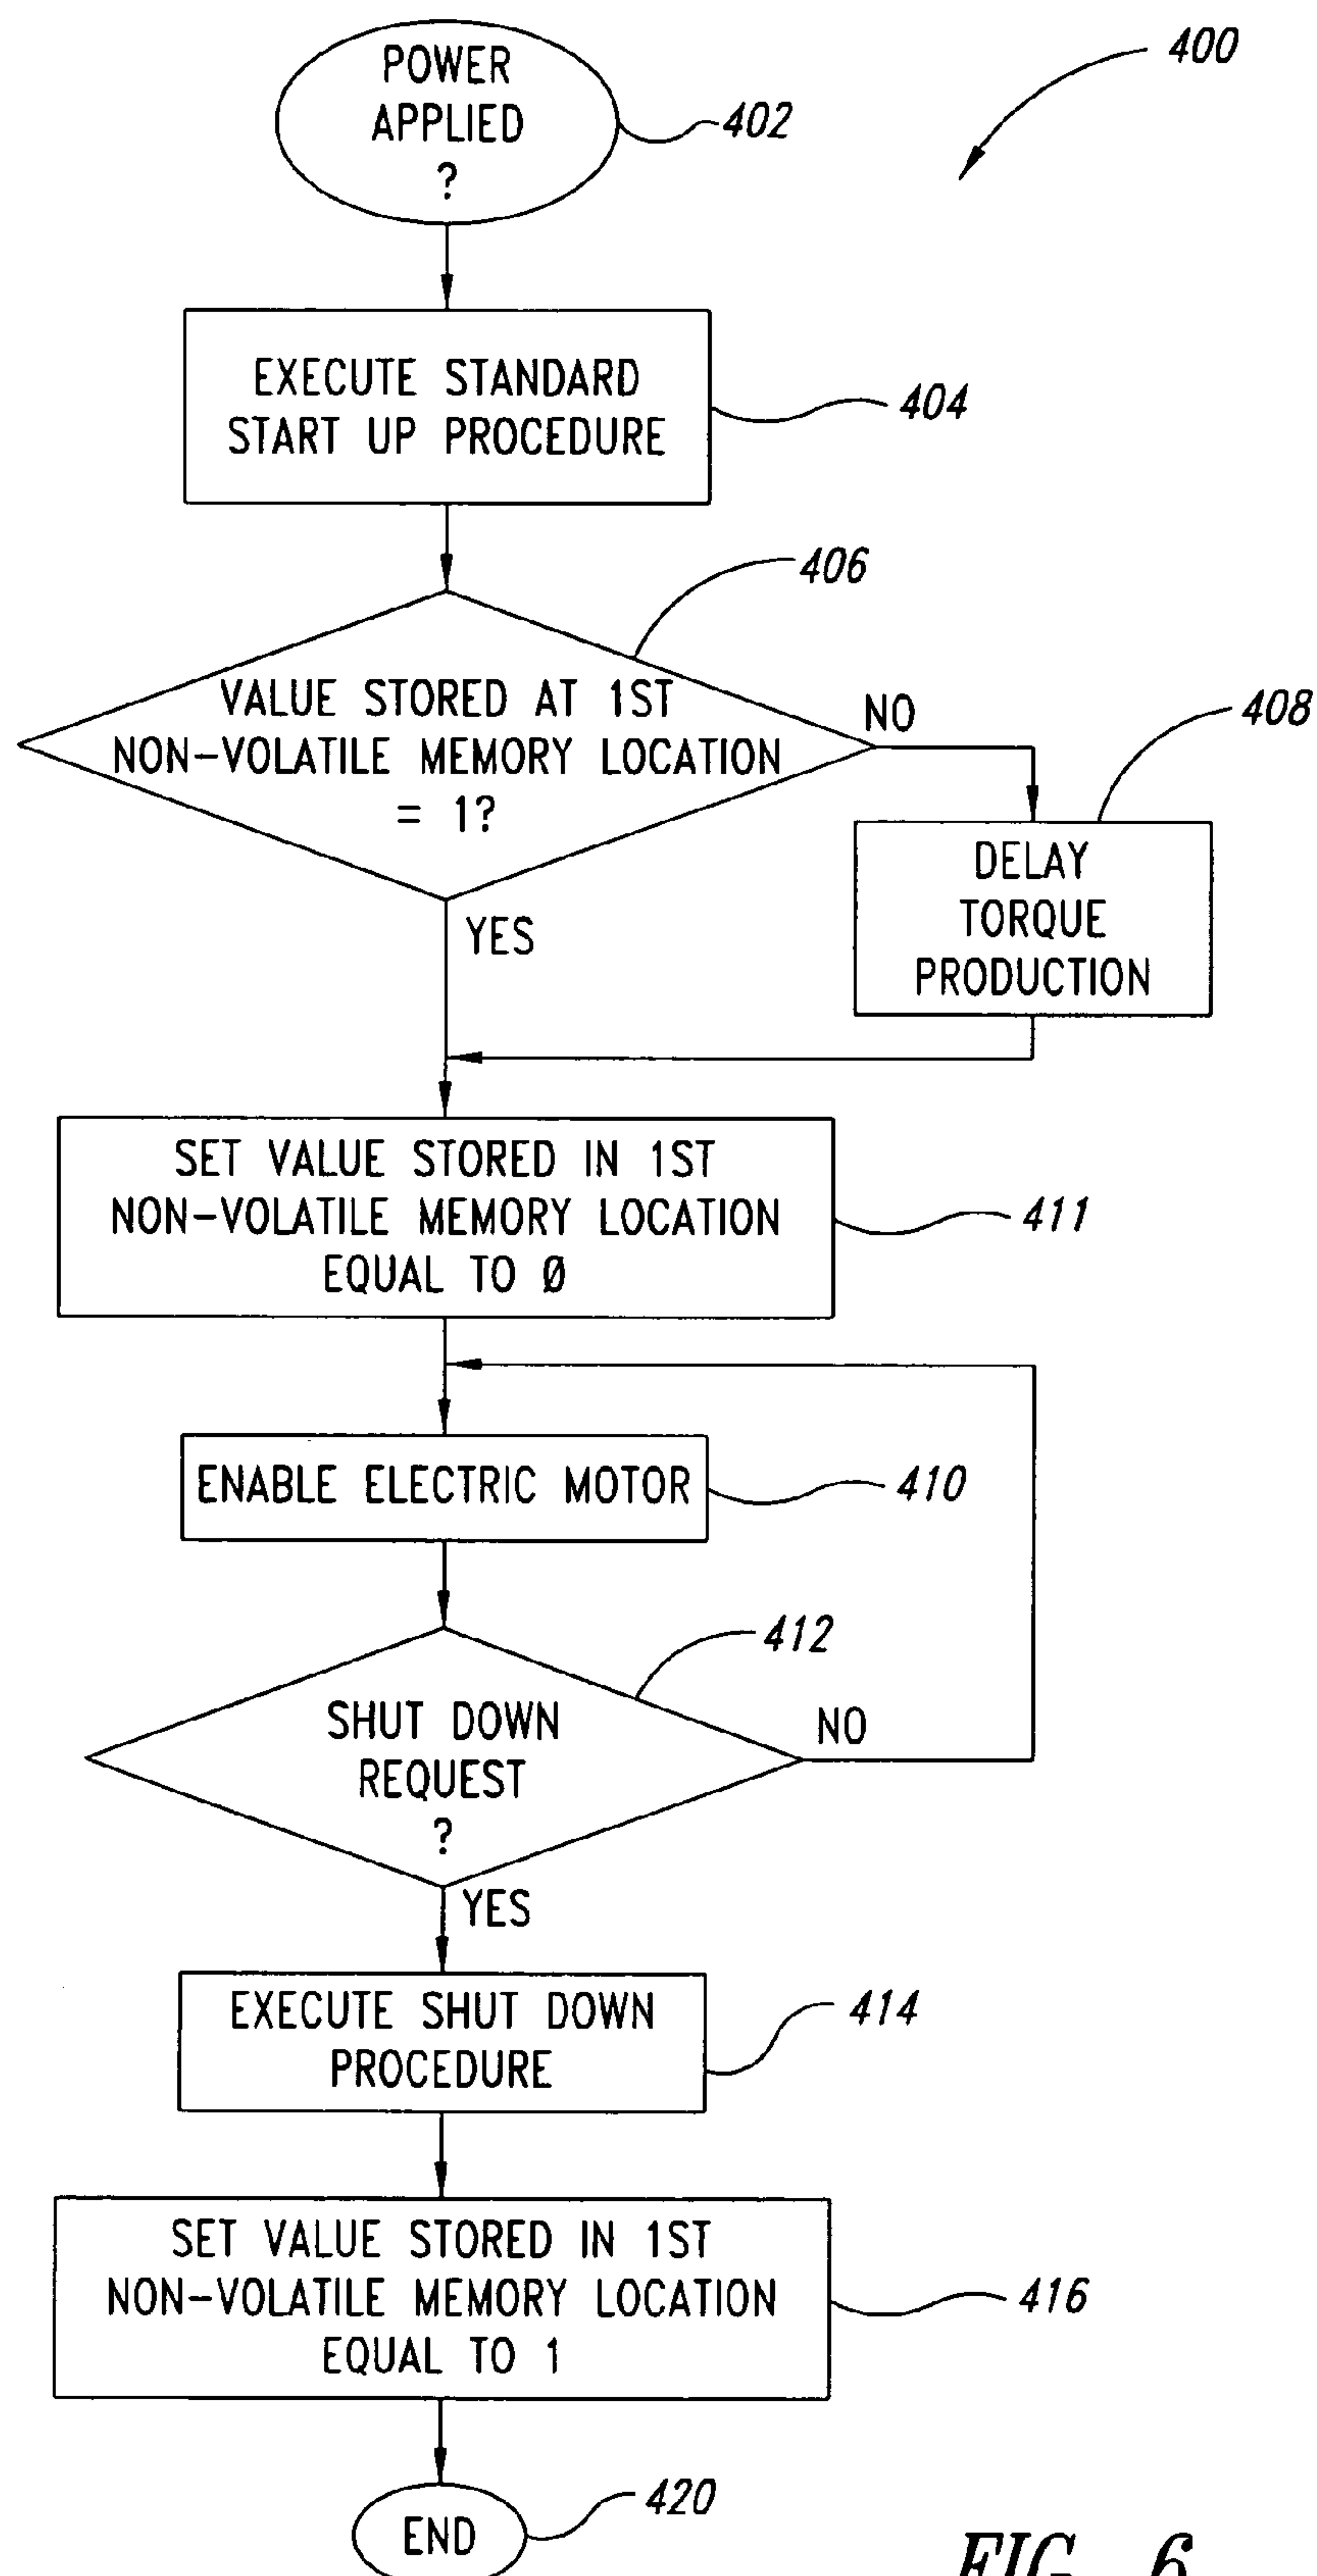 400
POWER
APPLIED
?
402
EXECUTE STANDARD
START UP PROCEDURE
404
406
VALUE STORED AT 1ST
NON-VOLATILE MEMORY LOCATION
= 1?
NO
408
DELAY
TORQUE
PRODUCTION
YES
SET VALUE STORED IN 1ST
NON-VOLATILE MEMORY LOCATION
EQUAL TO Ø
411
ENABLE ELECTRIC MOTOR
410
412
SHUT DOWN
REQUEST
?
NO
YES
EXECUTE SHUT DOWN
PROCEDURE
414
SET VALUE STORED IN 1ST
NON-VOLATILE MEMORY LOCATION
EQUAL TO 1
416
END
420
FIG. 6